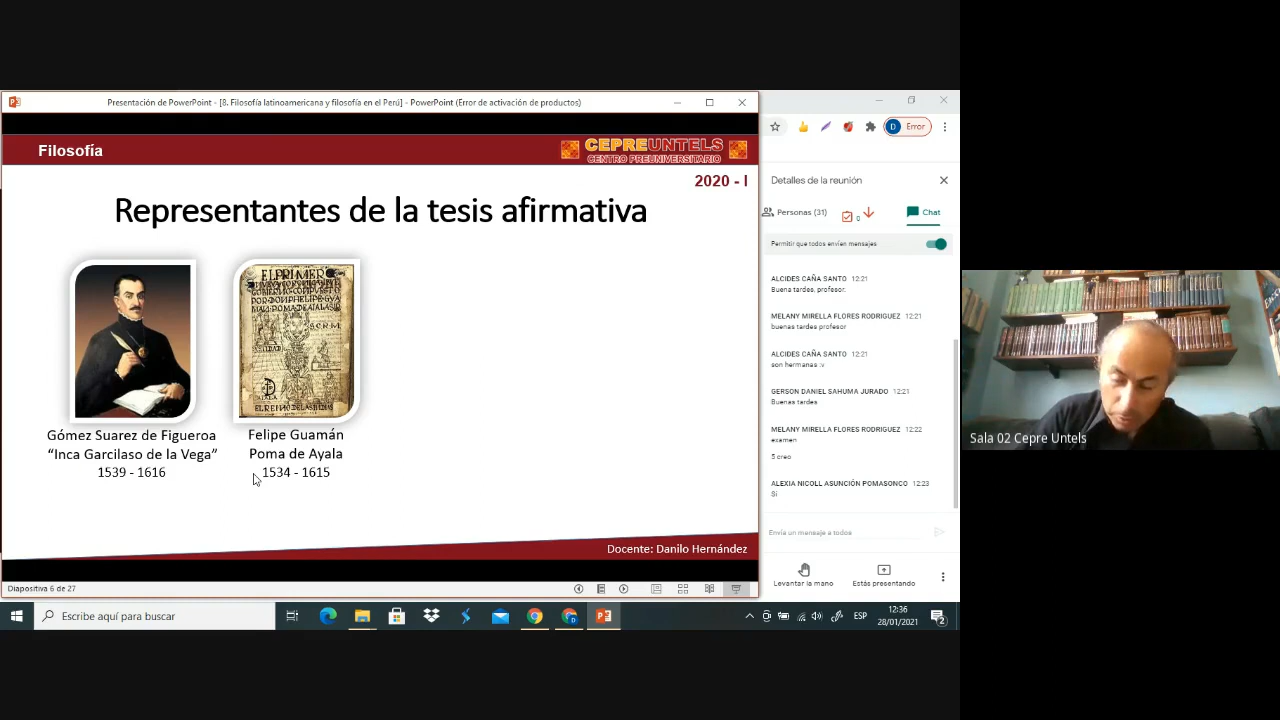 Presentación de PowerPoint - [8. Filosofía latinoamericana y filosofía en el Perú] - PowerPoint (Error de activación de productos)
Filosofía
CEPREUNTELS
CENTRO PREUNIVERSITARIO
2020 - I
Representantes de la tesis afirmativa
EL PRIMER
Gómez Suarez de Figueroa
“Inca Garcilaso de la Vega”
1539 - 1616
Felipe Guamán
Poma de Ayala
1534 - 1615
Docente: Danilo Hernández
Diapositiva 6 de 27
D Error
Detalles de la reunión
Personas (31)
0
Chat
Permitir que todos envíen mensajes
ALCIDES CAÑA SANTO 12:21
Buena tardes, profesor.
MELANY MIRELLA FLORES RODRIGUEZ 12:21
buenas tardes profesor
ALCIDES CAÑA SANTO 12:21
son hermanas :v
GERSON DANIEL SAHUMA JURADO 12:21
Buenas tardes
MELANY MIRELLA FLORES RODRIGUEZ 12:22
examen
5 creo
ALEXIA NICOLL ASUNCIÓN POMASONCO 12:23
Si
Envía un mensaje a todos
Levantar la mano
Estás presentando
Sala 02 Cepre Untels
Escribe aquí para buscar
ESP
12:36
28/01/2021
2